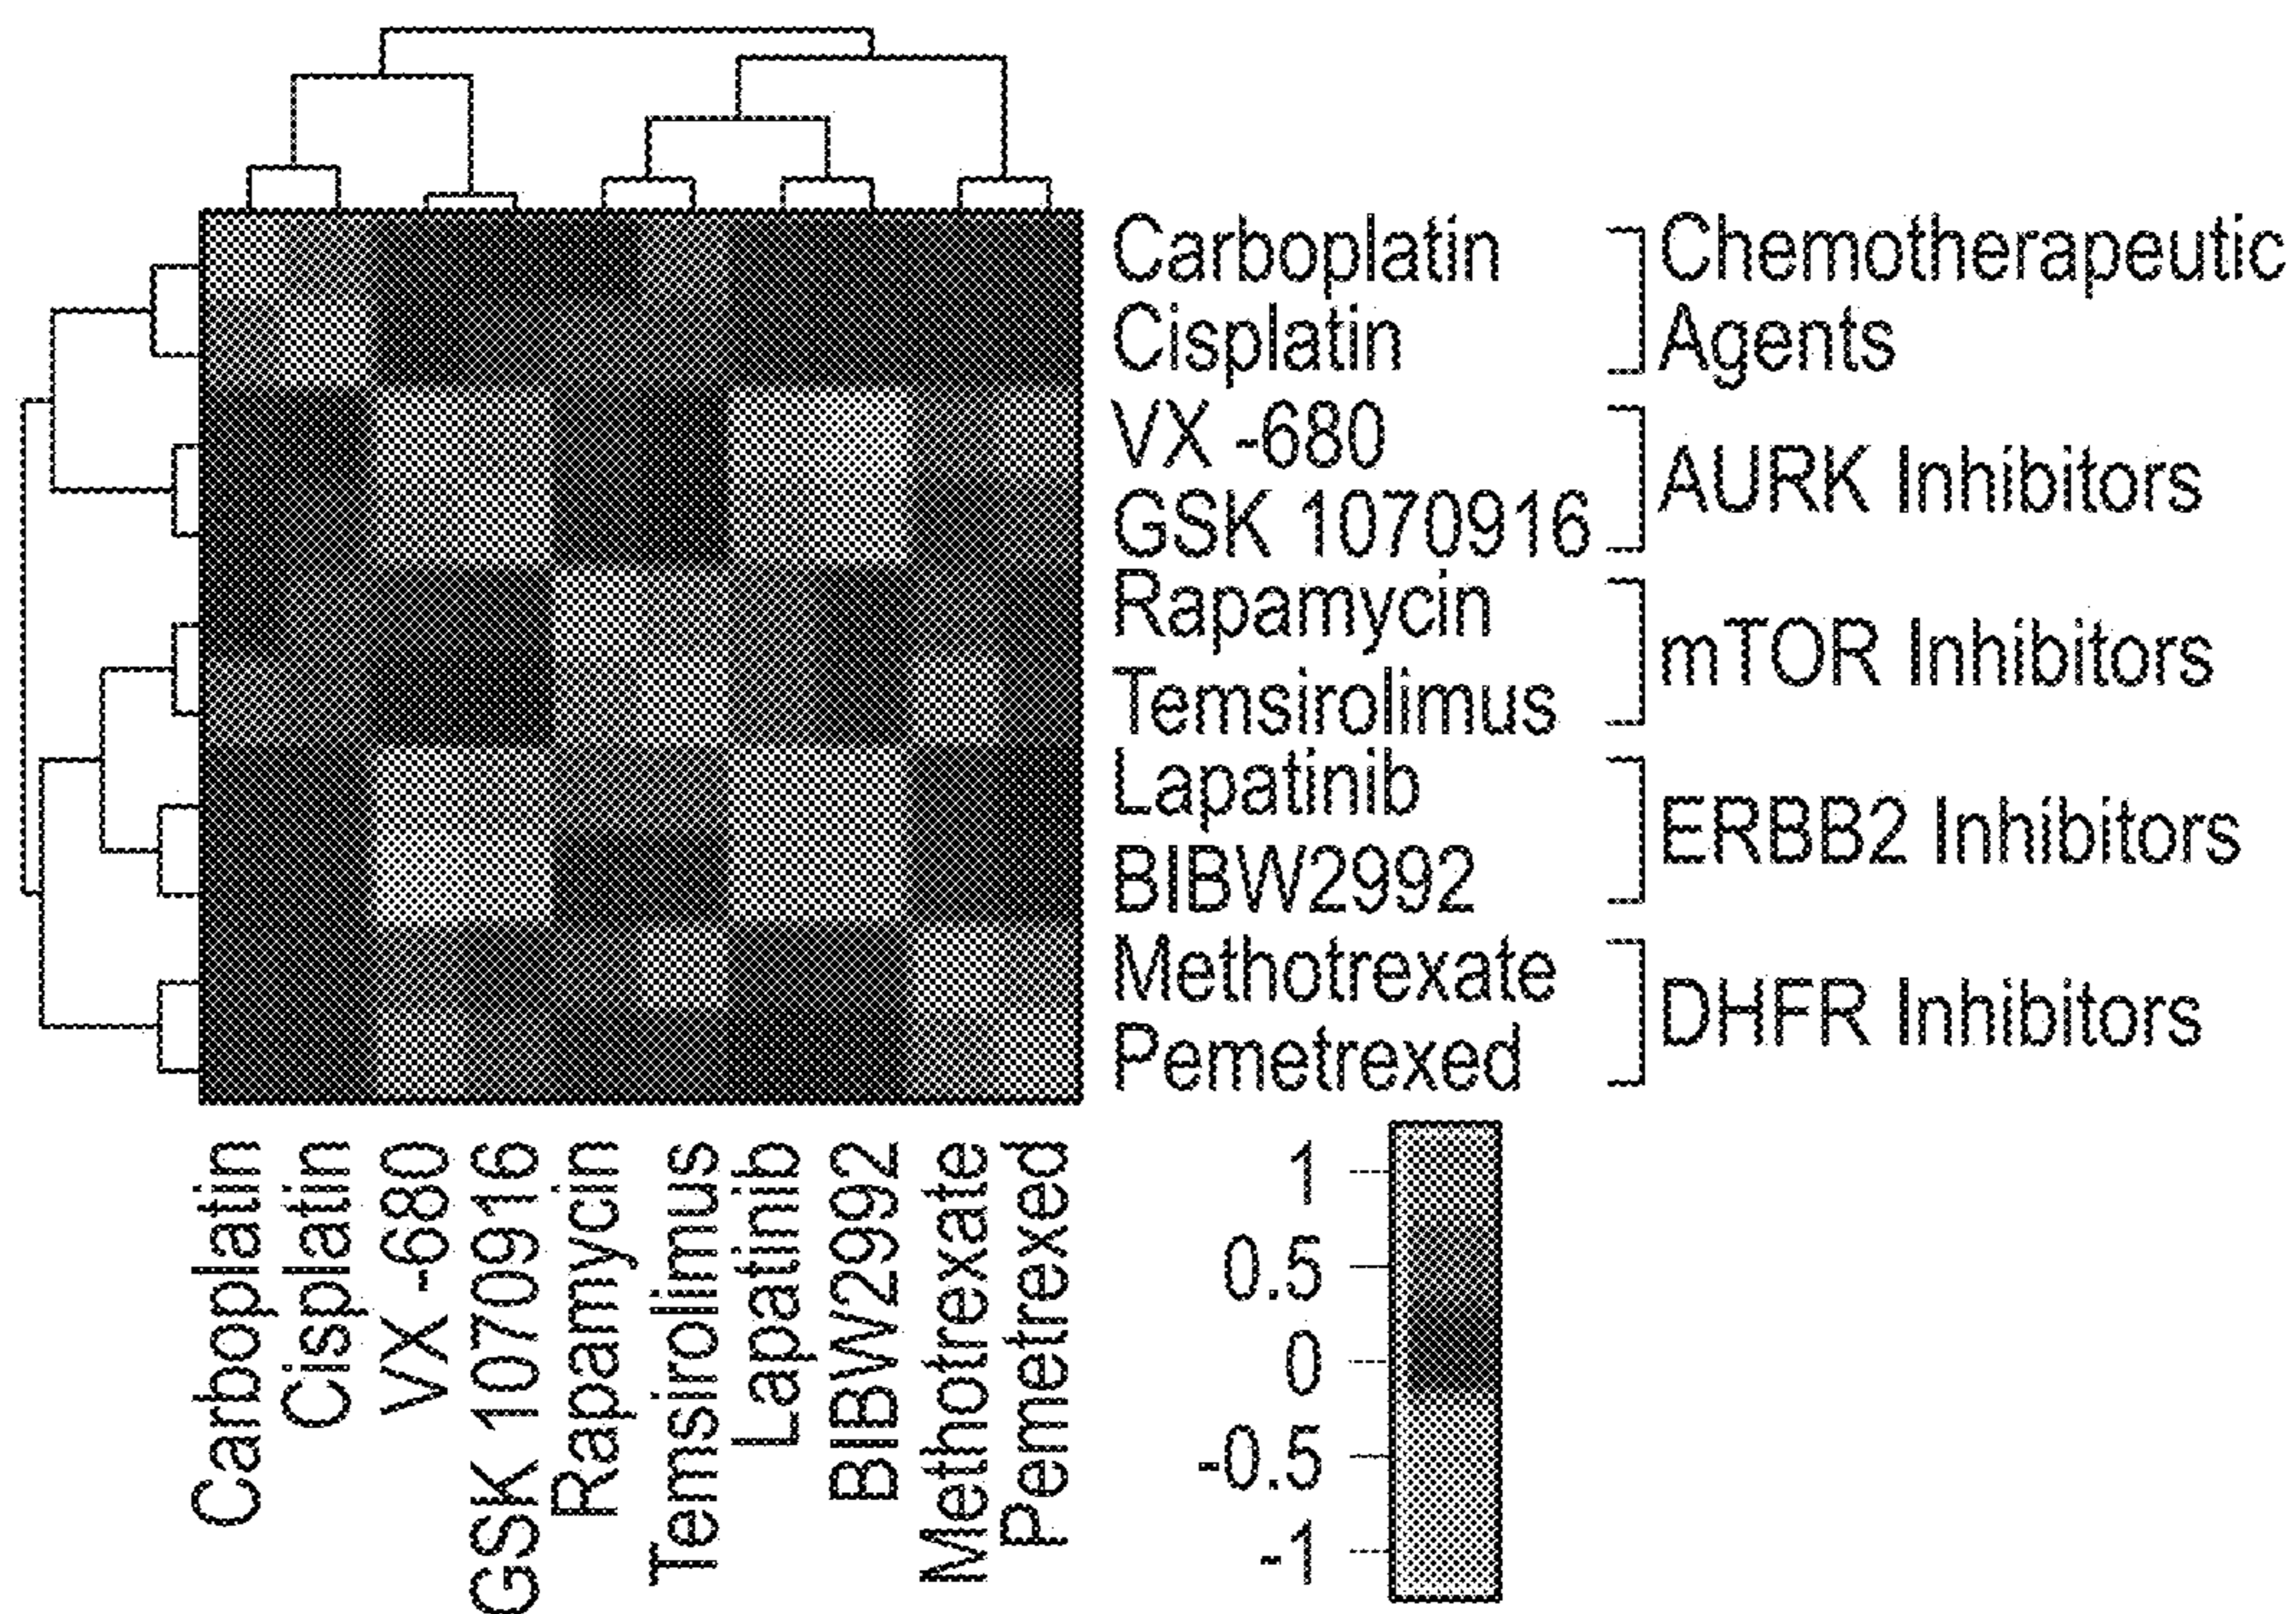 Carboplatin
Cisplatin
VX -680
GSK 1070916
Rapamycin
Temsirolimus
Lapatinib
BIBW2992
Methotrexate
Pemetrexed
Chemotherapeutic
Agents
AURK Inhibitors
mTOR Inhibitors
ERBB2 Inhibitors
DHFR Inhibitors
Carboplatin
Cisplatin
VX -680
GSK 1070916
Rapamycin
Temsirolimus
Lapatinib
BIBW2992
Methotrexate
Pemetrexed
1
0.5
0
-0.5
-1